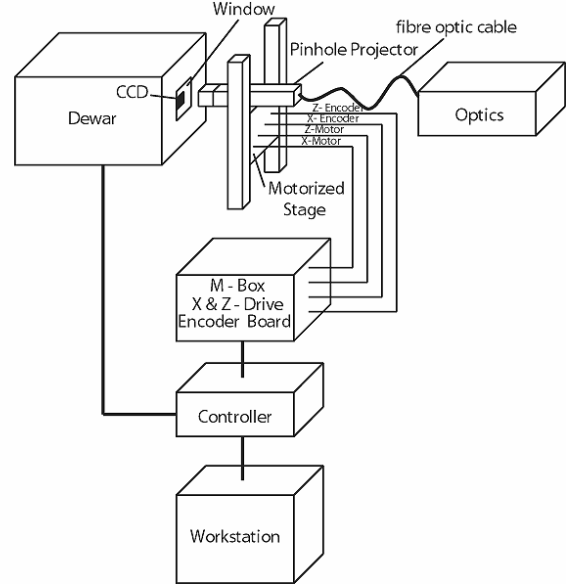 Window
fibre optic cable
Pinhole Projector
CCD
Dewar
Optics
Z- Encoder
X- Encoder
Z-Motor
X-Motor
Motorized
Stage
M - Box
X & Z - Drive
Encoder Board
Controller
Workstation